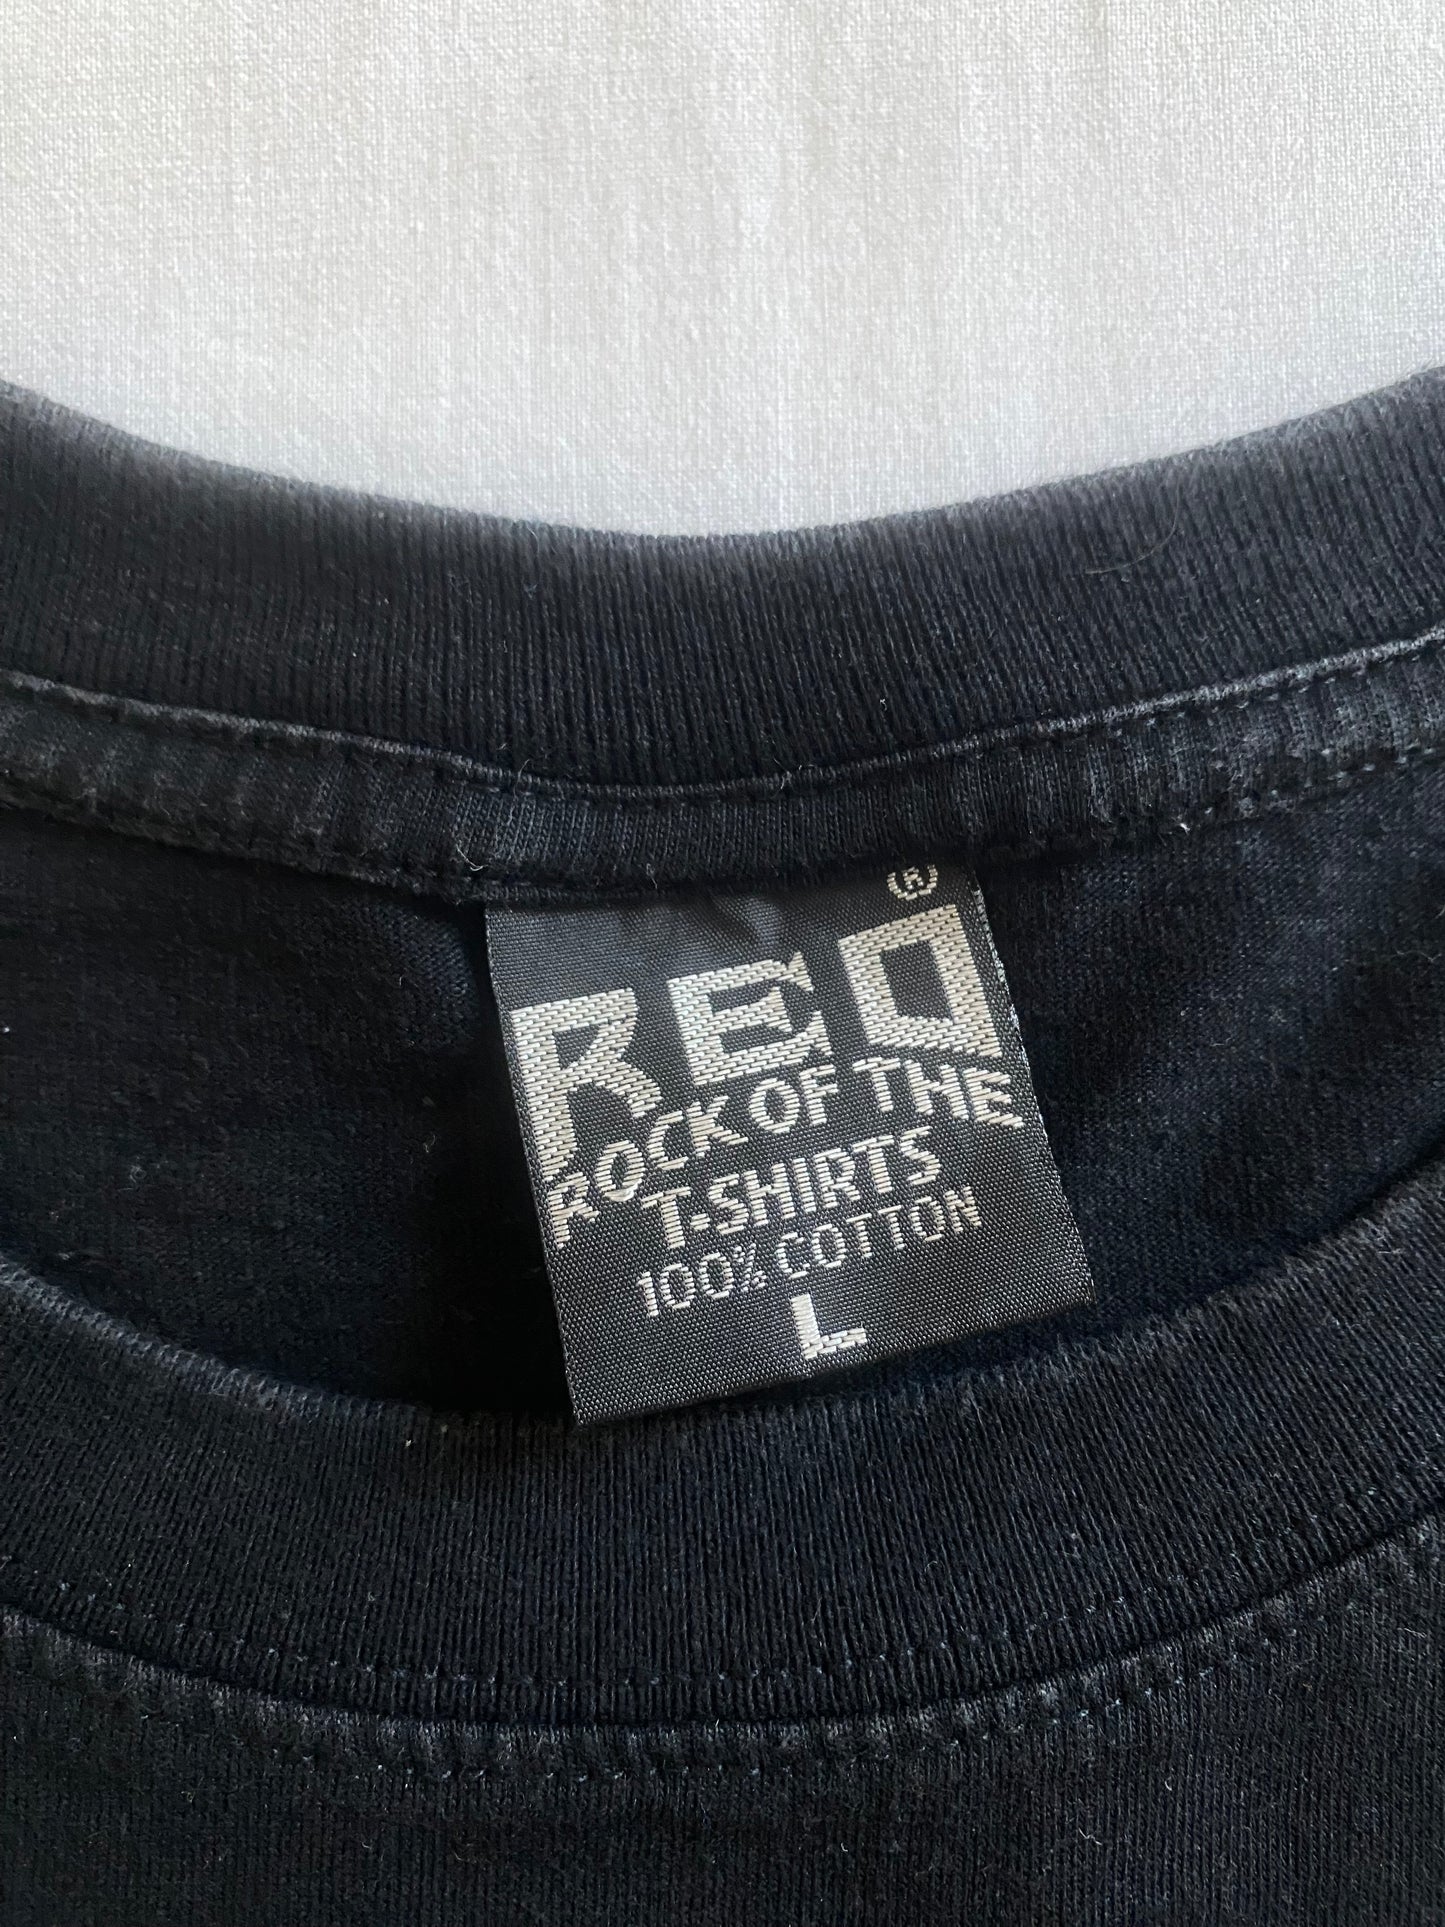 ®
REO
ROCK OF THE
T-SHIRTS
100% COTTON
L